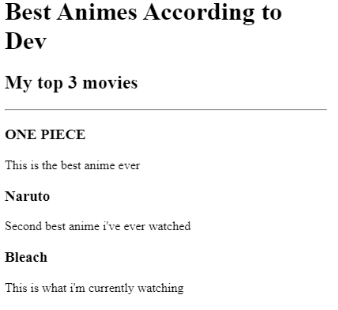 Best Animes According to
Dev
My top 3 movies
ONE PIECE
This is the best anime ever
Naruto
Second best anime i've ever watched
Bleach
This is what i'm currently watching